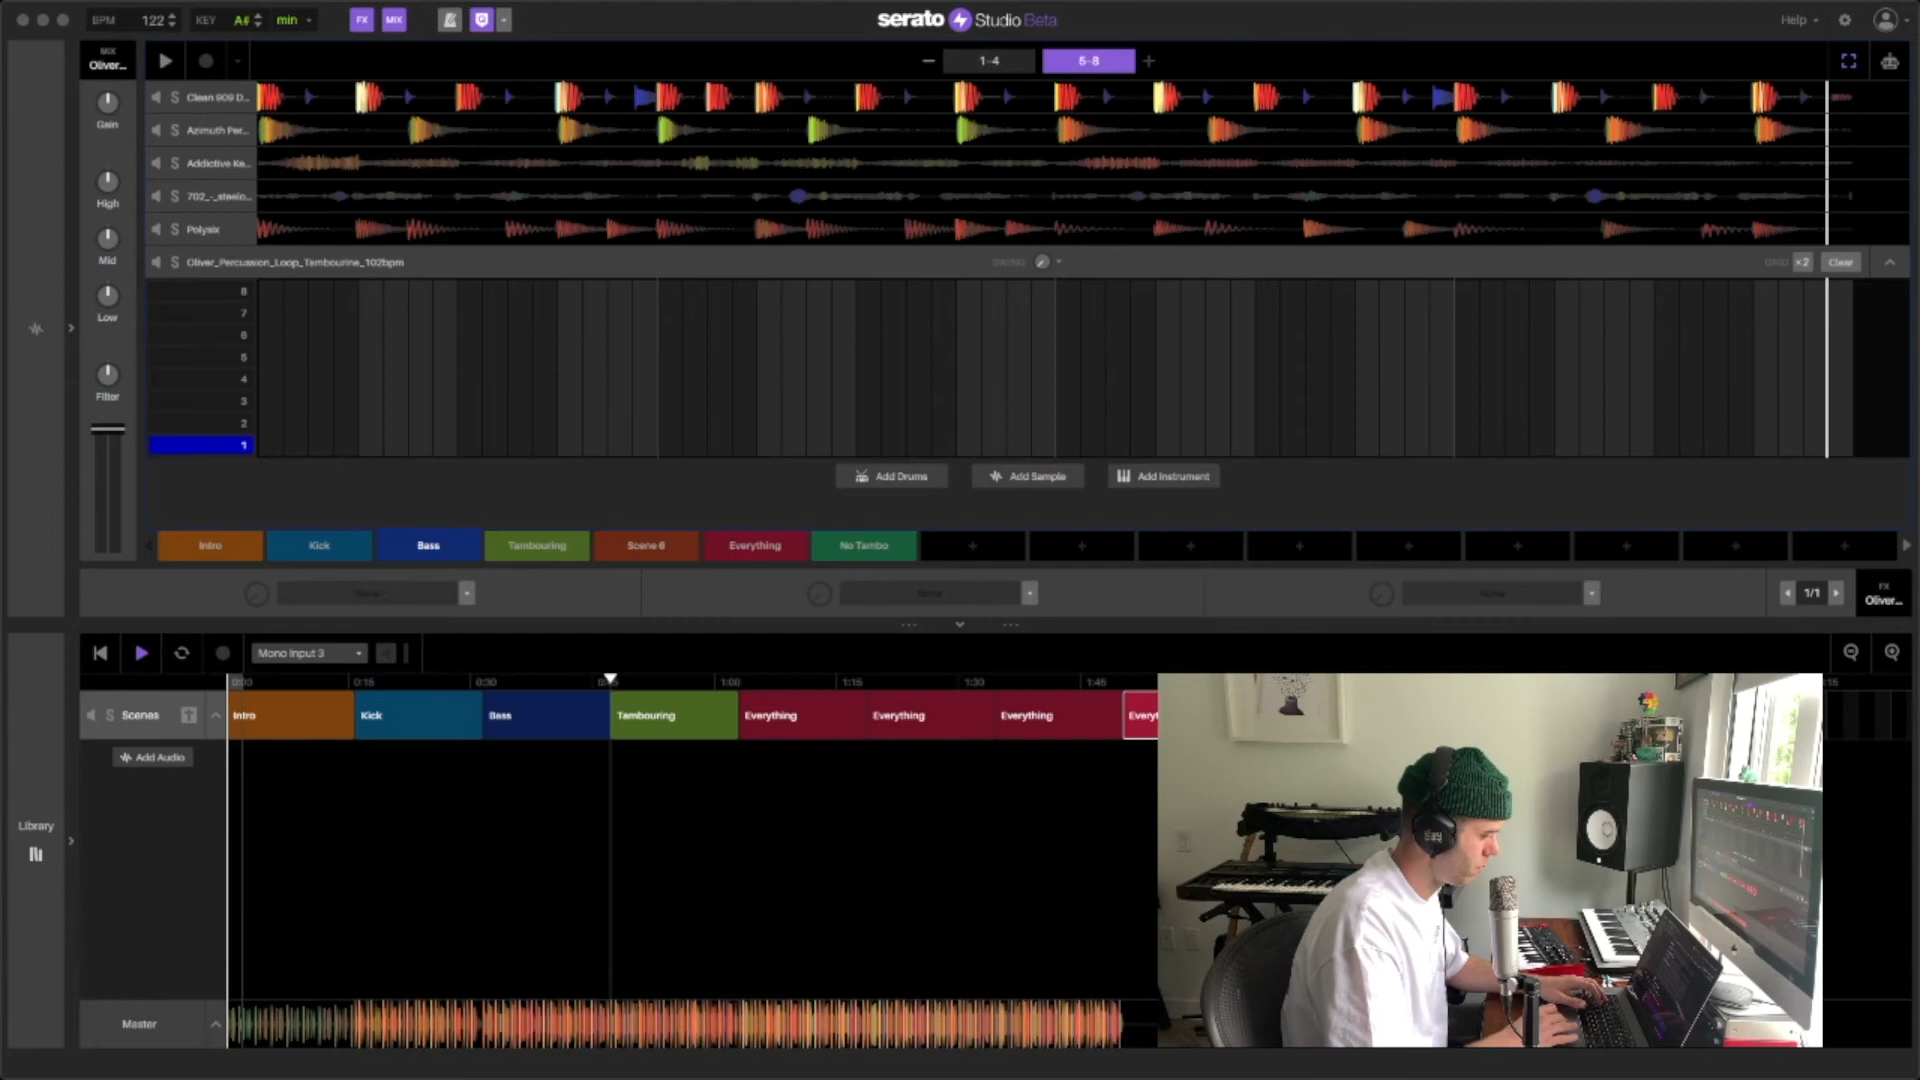 BPM 122 KEY A# min FX MIX serato Studio Beta Help
MIX
Oliver...
1-4 5-8
Gain
High
Mid
Low
Filter
S Clean 909 D...
S Azimuth Per...
S Addictive Ke...
S 702_-_steelo...
S Polysix
S Oliver_Percussion_Loop_Tambourine_102bpm SWING GRID x2 Clear
8
7
6
5
4
3
2
1
Add Drums Add Sample Add Instrument
Intro Kick Bass Tambouring Scene 6 Everything No Tambo
None None None 1/1 FX
Oliver...
Mono Input 3
0:00 0:15 0:30 1:00 1:15 1:30 1:45
S Scenes Intro Kick Bass Tambouring Everything Everything Everything Everyt
Add Audio
Library
Master